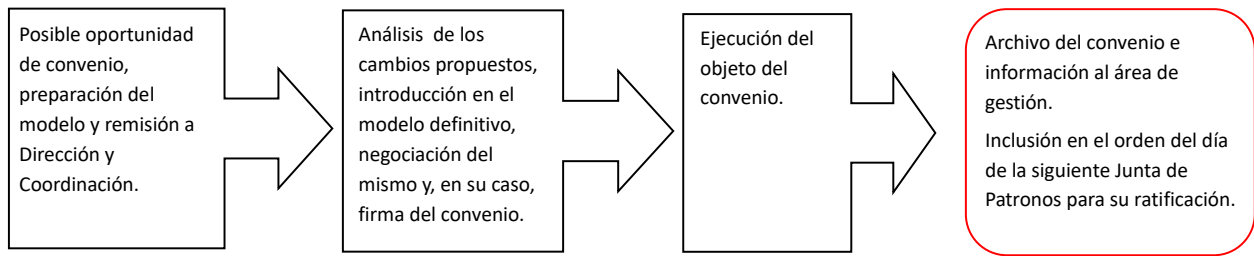 Posible oportunidad
de convenio,
preparación del
modelo y remisión a
Dirección y
Coordinación.
Análisis de los
cambios propuestos,
introducción en el
modelo definitivo,
negociación del
mismo y, en su caso,
firma del convenio.
Ejecución del
objeto del
convenio.
Archivo del convenio e
información al área de
gestión.
Inclusión en el orden del día
de la siguiente Junta de
Patronos para su ratificación.